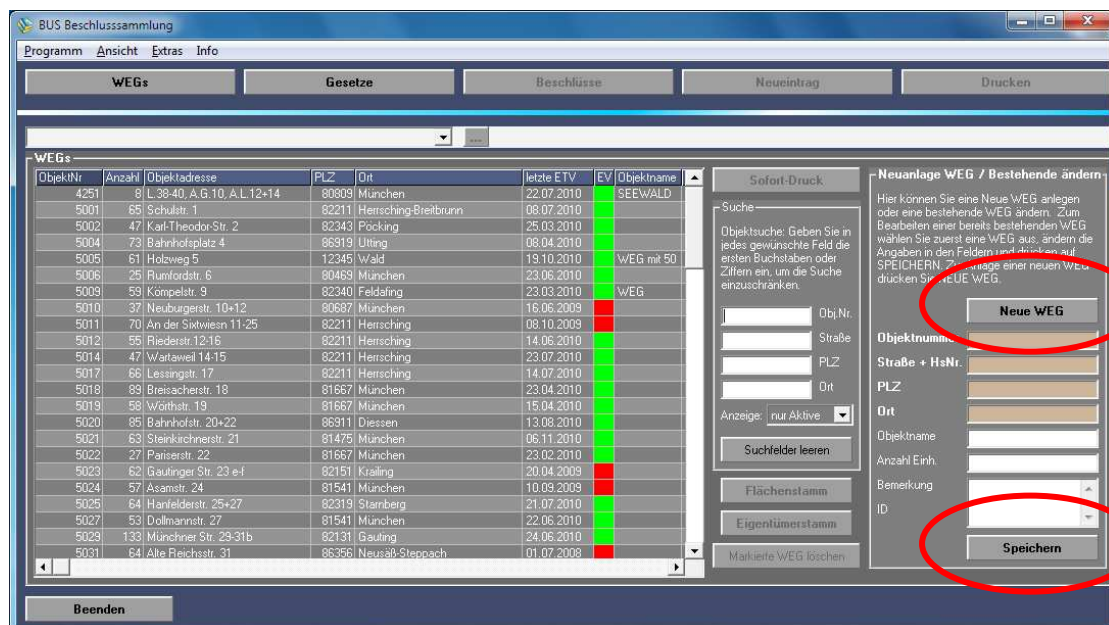 BUS Beschlusssammlung
Programm Ansicht Extras Info
WEGs Gesetze Beschlüsse Neueintrag Drucken
...
WEGs
ObjektNr Anzahl Objektadresse PLZ Ort letzte ETV EV Objektname
4251 8 L.38-40, A.G.10, A.L.12+14 80809 München 22.07.2010 SEEWALD
5001 65 Schulstr. 1 82211 Herrsching-Breitbrunn 08.07.2010
5002 47 Karl-Theodor-Str. 2 82343 Pöcking 25.03.2010
5004 73 Bahnhofsplatz 4 86919 Utting 08.04.2010
5005 61 Holzweg 5 12345 Wald 19.10.2010 WEG mit 50
5006 25 Rumfordstr. 6 80469 München 23.06.2010
5009 59 Kömpelstr. 9 82340 Feldafing 23.03.2010 WEG
5010 37 Neuburgerstr. 10+12 80687 München 16.06.2009
5011 70 An der Sixtwiesn 11-25 82211 Herrsching 08.10.2009
5012 55 Riederstr.12-16 82211 Herrsching 14.06.2010
5014 47 Wartaweil 14-15 82211 Herrsching 23.07.2010
5017 66 Lessingstr. 17 82211 Herrsching 14.07.2010
5018 89 Breisacherstr. 18 81667 München 23.04.2010
5019 58 Wörthstr. 19 81667 München 15.04.2010
5020 85 Bahnhofstr. 20+22 86911 Diessen 13.08.2010
5021 63 Steinkirchnerstr. 21 81475 München 06.11.2010
5022 27 Pariserstr. 22 81667 München 23.02.2010
5023 62 Gautinger Str. 23 e-f 82151 Krailing 20.04.2009
5024 57 Asamstr. 24 81541 München 10.09.2009
5025 64 Hanfelderstr. 25+27 82319 Starnberg 21.07.2010
5027 53 Dollmannstr. 27 81541 München 22.06.2010
5029 133 Münchner Str. 29-31b 82131 Gauting 24.06.2010
5031 64 Alte Reichsstr. 31 86356 Neusäß-Steppach 01.07.2008
Sofort-Druck
Suche
Objektsuche: Geben Sie in
jedes gewünschte Feld die
ersten Buchstaben oder
Ziffern ein, um die Suche
einzuschränken.
Obj.Nr.
Straße
PLZ
Ort
Anzeige: nur Aktive
Suchfelder leeren
Flächenstamm
Eigentümerstamm
Markierte WEG löschen
Neuanlage WEG / Bestehende ändern
Hier können Sie eine Neue WEG anlegen
oder eine bestehende WEG ändern. Zum
Bearbeiten einer bereits bestehenden WEG
wählen Sie zuerst eine WEG aus, ändern die
Angaben in den Feldern und drücken auf
SPEICHERN. Zur Anlage einer neuen WEG
drücken Sie NEUE WEG.
Neue WEG
Objektnumme
Straße + HsNr.
PLZ
Ort
Objektname
Anzahl Einh.
Bemerkung
ID
Speichern
Beenden